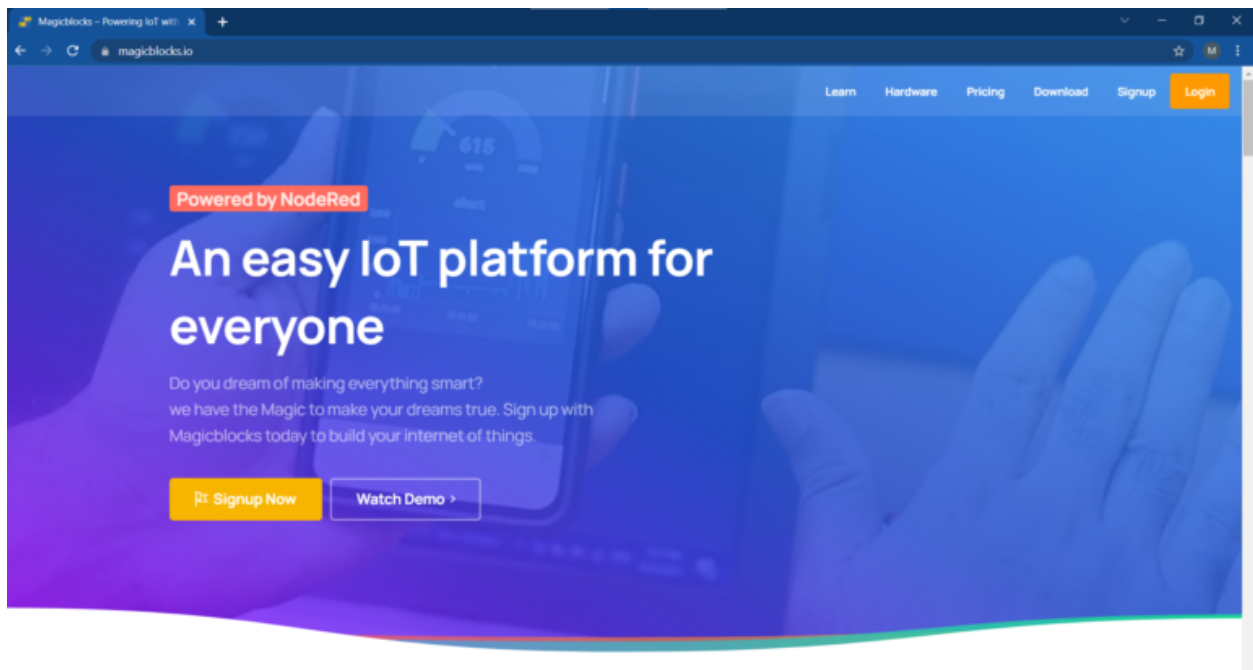 Magicblocks – Powering IoT with
magicblocks.io
M
Learn Hardware Pricing Download Signup Login
615
chart
Powered by NodeRed
An easy IoT platform for
everyone
Do you dream of making everything smart?
we have the Magic to make your dreams true. Sign up with
Magicblocks today to build your internet of things.
Signup Now
Watch Demo >